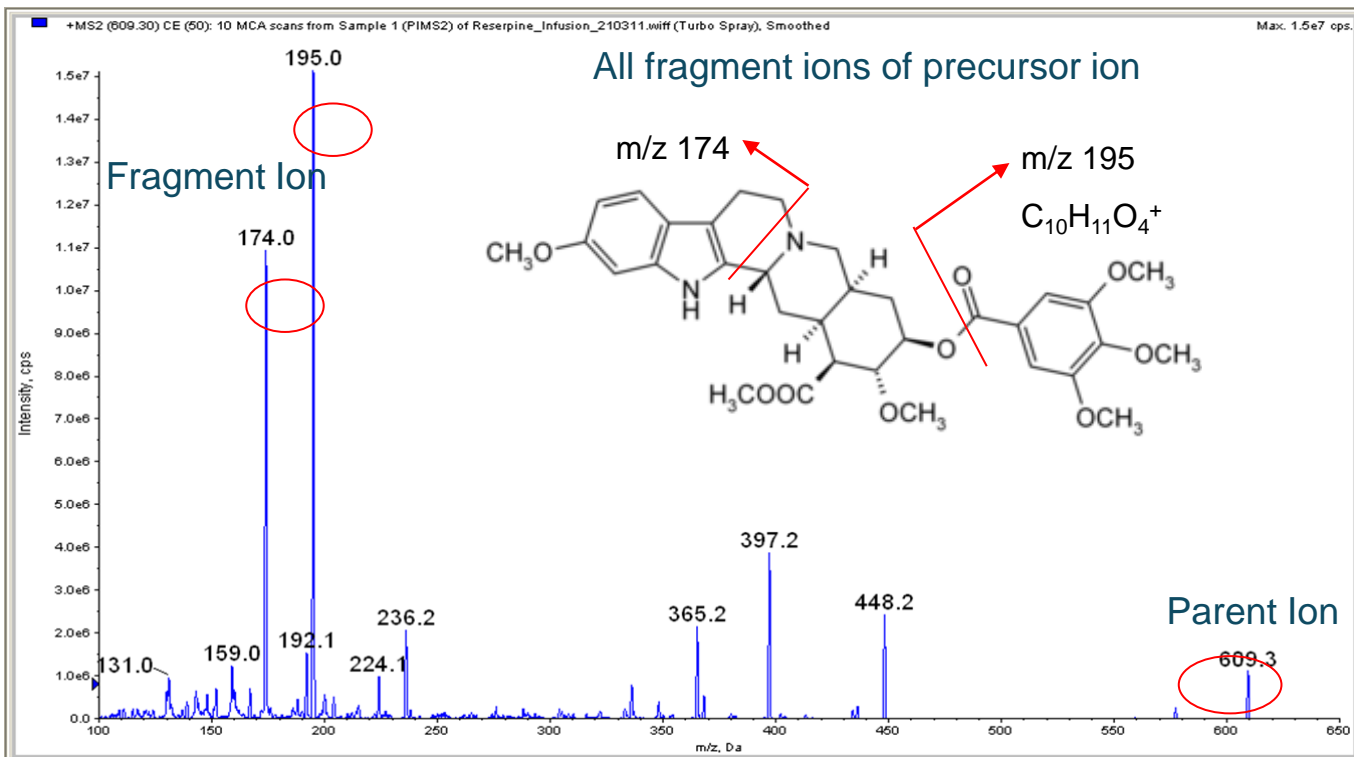 +MS2 (609.30) CE (50): 10 MCA scans from Sample 1 (PIMS2) of Reserpine_Infusion_210311.wiff (Turbo Spray), Smoothed
Max. 1.5e7 cps.
195.0
All fragment ions of precursor ion
1.5e7
1.4e7
1.3e7
1.2e7
1.1e7
1.0e7
9.0e6
8.0e6
7.0e6
6.0e6
5.0e6
4.0e6
3.0e6
2.0e6
1.0e6
0.0
Intensity, cps
Fragment Ion
174.0
m/z 174
m/z 195
C₁₀H₁₁O₄⁺
CH₃O
N
NH
H
H
H
H₃COOC
OCH₃
O
O
OCH₃
OCH₃
OCH₃
131.0
159.0
192.1
224.1
236.2
365.2
397.2
448.2
Parent Ion
609.3
100 150 200 250 300 350 400 450 500 550 600 650
m/z, Da